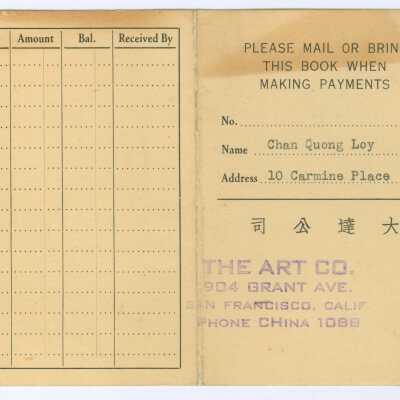 Amount Bal. Received By
PLEASE MAIL OR BRIN
THIS BOOK WHEN
MAKING PAYMENTS
No.
Name Chan Quong Loy
Address 10 Carmine Place
司 公 達 大
THE ART CO.
904 GRANT AVE.
SAN FRANCISCO, CALIF
PHONE CHINA 1088